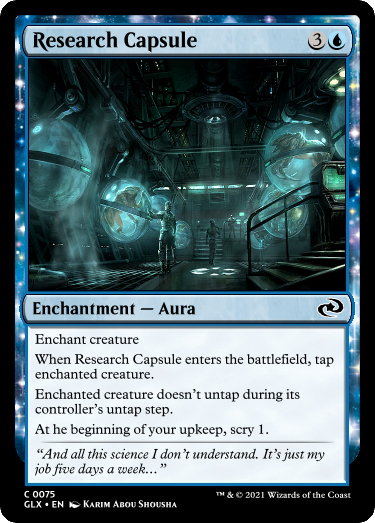 Research Capsule 3
Enchantment — Aura
Enchant creature
When Research Capsule enters the battlefield, tap
enchanted creature.
Enchanted creature doesn't untap during its
controller's untap step.
At he beginning of your upkeep, scry 1.
“And all this science I don't understand. It's just my
job five days a week…”
C 0075
GLX • EN Karim Abou Shousha
™ & © 2021 Wizards of the Coast